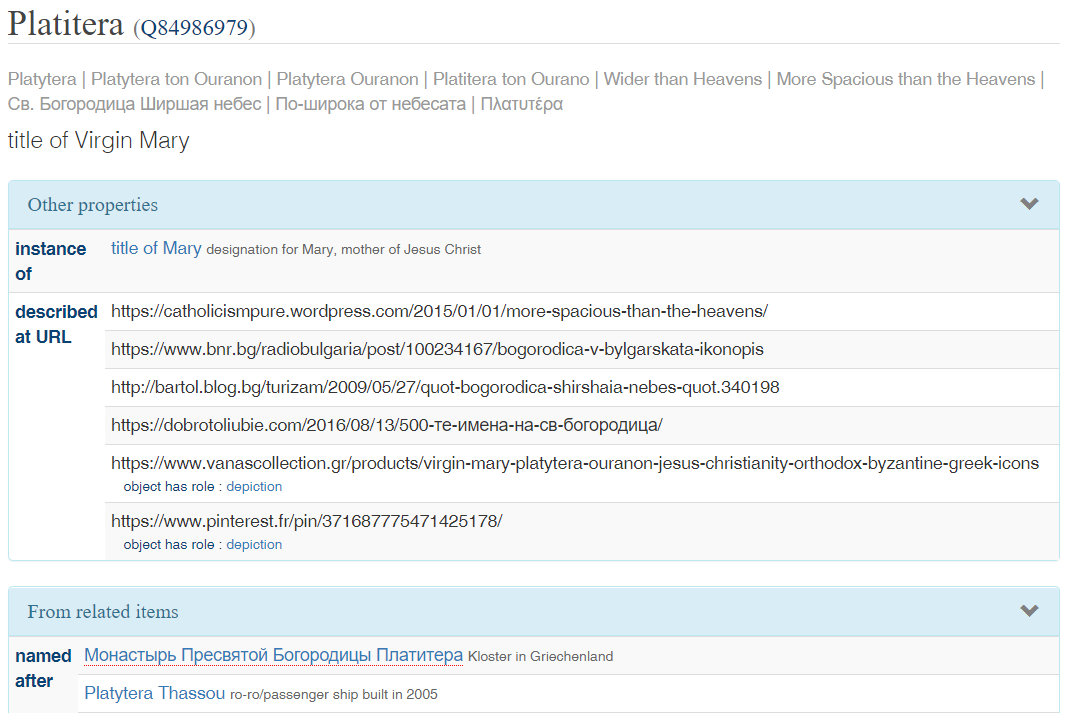 Platitera (Q84986979)
Platytera | Platytera ton Ouranon | Platytera Ouranon | Platitera ton Ourano | Wider than Heavens | More Spacious than the Heavens |
Св. Богородица Ширшая небес | По-широка от небесата | Πλατυτέρα
title of Virgin Mary
Other properties
instance of title of Mary designation for Mary, mother of Jesus Christ
described at URL https://catholicismpure.wordpress.com/2015/01/01/more-spacious-than-the-heavens/
https://www.bnr.bg/radiobulgaria/post/100234167/bogorodica-v-bylgarskata-ikonopis
http://bartol.blog.bg/turizam/2009/05/27/quot-bogorodica-shirshaia-nebes-quot.340198
https://dobrotoliubie.com/2016/08/13/500-те-имена-на-св-богородица/
https://www.vanascollection.gr/products/virgin-mary-platytera-ouranon-jesus-christianity-orthodox-byzantine-greek-icons
object has role : depiction
https://www.pinterest.fr/pin/371687775471425178/
object has role : depiction
From related items
named after Монастырь Пресвятой Богородицы Платитера Kloster in Griechenland
Platytera Thassou ro-ro/passenger ship built in 2005